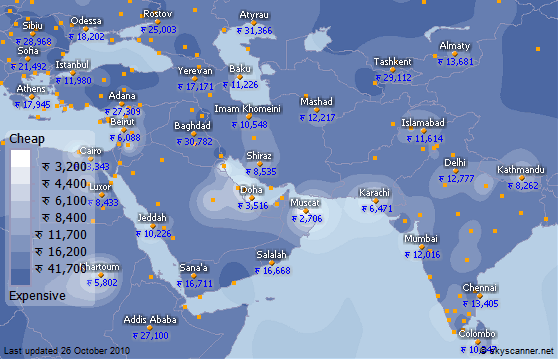 Sibiu
₹ 28,968
Odessa
₹ 18,202
Rostov
₹ 25,003
Atyrau
₹ 31,366
Sofia
₹ 21,492
Istanbul
₹ 11,980
Yerevan
₹ 17,171
Baku
₹ 11,226
Tashkent
₹ 29,112
Almaty
₹ 13,681
Athens
₹ 17,945
Adana
₹ 27,309
Imam Khomeini
₹ 10,548
Mashad
₹ 12,217
Beirut
₹ 6,088
Baghdad
₹ 30,782
Islamabad
₹ 11,614
Cheap
₹ 3,200
₹ 4,400
₹ 6,100
₹ 8,400
₹ 11,700
₹ 16,200
₹ 41,700
Expensive
Cairo
3,343
Shiraz
₹ 8,535
Delhi
₹ 12,777
Kathmandu
₹ 8,262
Luxor
₹ 8,433
Doha
₹ 3,516
Muscat
₹ 2,706
Karachi
₹ 6,471
Jeddah
₹ 10,226
Mumbai
₹ 12,016
Khartoum
₹ 5,802
Sana'a
₹ 16,711
Salalah
₹ 16,668
Chennai
₹ 13,405
Addis Ababa
₹ 27,100
Colombo
Last updated 26 October 2010
skyscanner.net